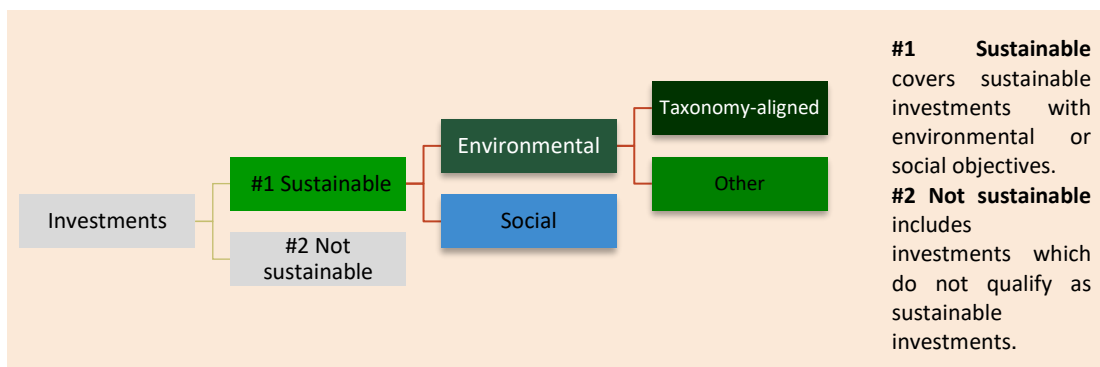 Investments
#1 Sustainable
#2 Not
sustainable
Environmental
Social
Taxonomy-aligned
Other
#1 Sustainable
covers sustainable
investments with
environmental or
social objectives.
#2 Not sustainable
includes
investments which
do not qualify as
sustainable
investments.